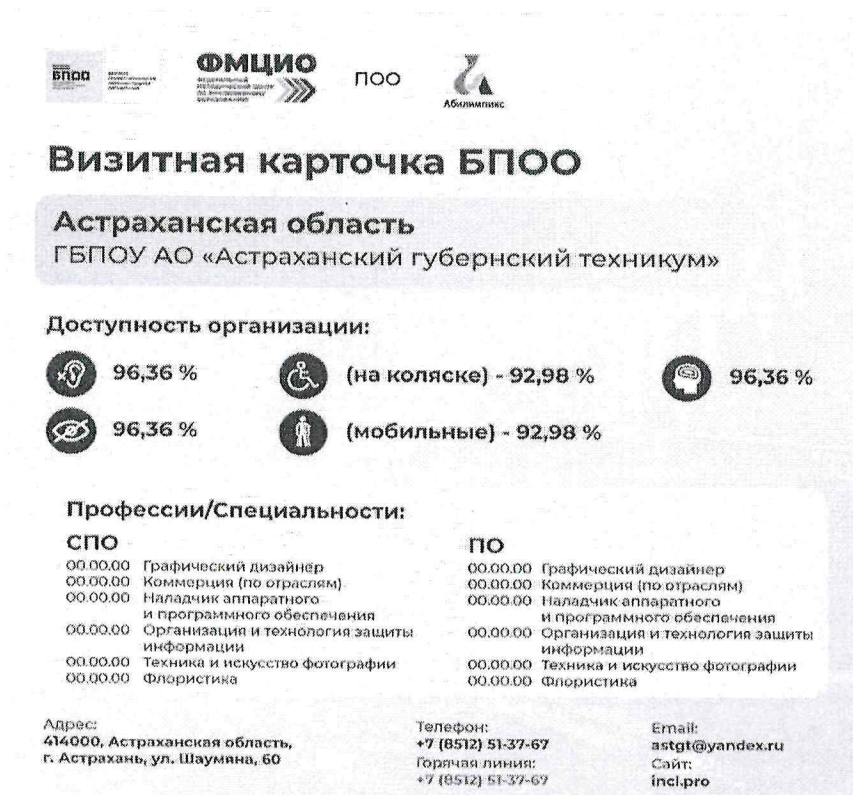 БПОО
ФМЦИО
ФЕДЕРАЛЬНЫЙ
МЕТОДИЧЕСКИЙ ЦЕНТР
ПО ИНКЛЮЗИВНОМУ
ОБРАЗОВАНИЮ
ПОО
Абилимпикс
Визитная карточка БПОО
Астраханская область
ГБПОУ АО «Астраханский губернский техникум»
Доступность организации:
96,36 %
(на коляске) - 92,98 %
96,36 %
96,36 %
(мобильные) - 92,98 %
Профессии/Специальности:
СПО
00.00.00 Графический дизайнер
00.00.00 Коммерция (по отраслям)
00.00.00 Наладчик аппаратного
и программного обеспечения
00.00.00 Организация и технология защиты
информации
00.00.00 Техника и искусство фотографии
00.00.00 Флористика
ПО
00.00.00 Графический дизайнер
00.00.00 Коммерция (по отраслям)
00.00.00 Наладчик аппаратного
и программного обеспечения
00.00.00 Организация и технология защиты
информации
00.00.00 Техника и искусство фотографии
00.00.00 Флористика
Адрес:
414000, Астраханская область,
г. Астрахань, ул. Шаумяна, 60
Телефон:
+7 (8512) 51-37-67
Горячая линия:
+7 (8512) 51-37-67
Email:
astgt@yandex.ru
Сайт:
incl.pro